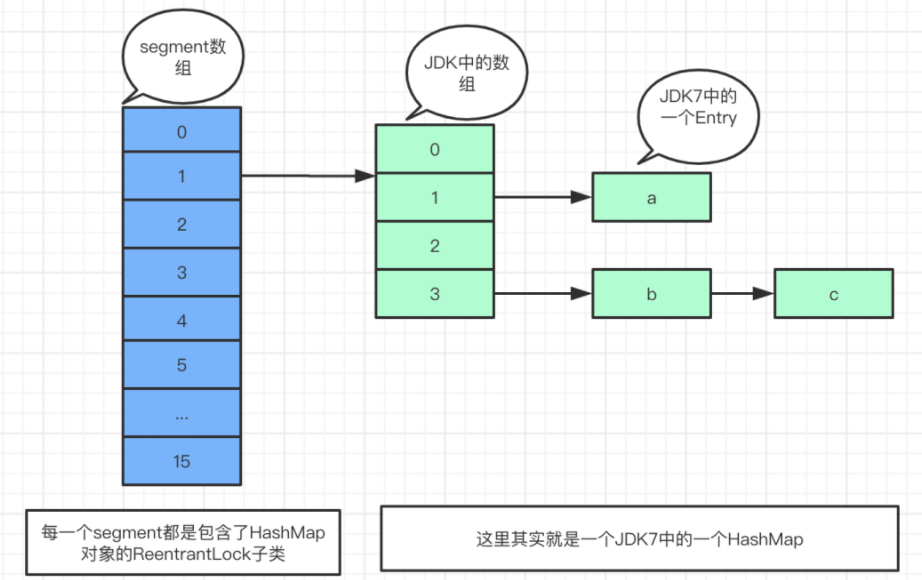 segment数
组
JDK中的数
组
JDK7中的
一个Entry
0
1
2
3
4
5
...
15
0
1
2
3
a
b
c
每一个segment都是包含了HashMap
对象的ReentrantLock子类
这里其实就是一个JDK7中的一个HashMap